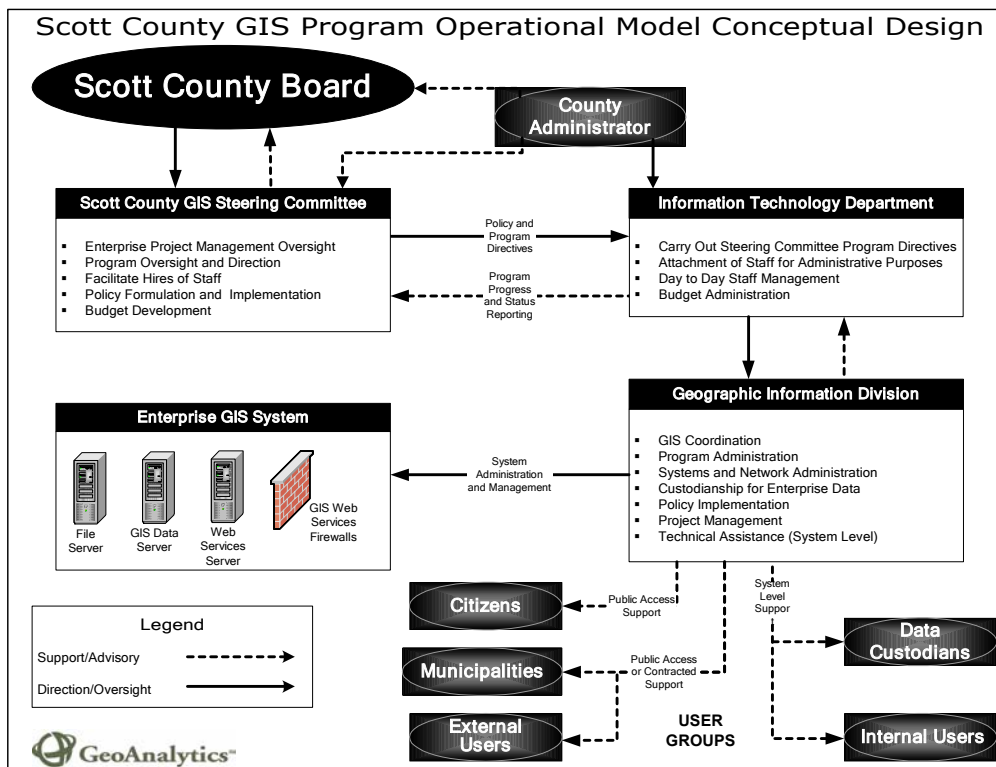 Scott County GIS Program Operational Model Conceptual Design
Scott County Board
County
Administrator
Scott County GIS Steering Committee
▪ Enterprise Project Management Oversight
▪ Program Oversight and Direction
▪ Facilitate Hires of Staff
▪ Policy Formulation and Implementation
▪ Budget Development
Policy and
Program
Directives
Program
Progress
and Status
Reporting
Information Technology Department
▪ Carry Out Steering Committee Program Directives
▪ Attachment of Staff for Administrative Purposes
▪ Day to Day Staff Management
▪ Budget Administration
Enterprise GIS System
File
Server
GIS Data
Server
Web
Services
Server
GIS Web
Services
Firewalls
System
Administration
and Management
Geographic Information Division
▪ GIS Coordination
▪ Program Administration
▪ Systems and Network Administration
▪ Custodianship for Enterprise Data
▪ Policy Implementation
▪ Project Management
▪ Technical Assistance (System Level)
Citizens
Public Access
Support
System
Level
Suppor
Municipalities
Public Access
or Contracted
Support
Data
Custodians
External
Users
USER
GROUPS
Internal Users
Legend
Support/Advisory
Direction/Oversight
GeoAnalytics™